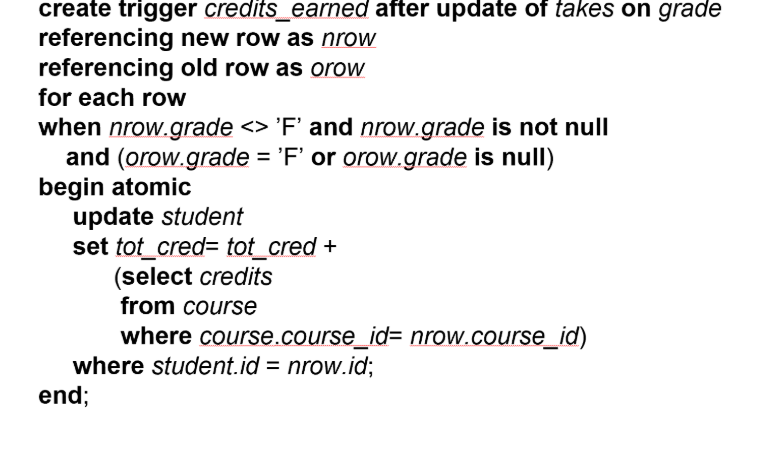 create trigger credits_earned after update of takes on grade
referencing new row as nrow
referencing old row as orow
for each row
when nrow.grade <> ’F’ and nrow.grade is not null
and (orow.grade = ’F’ or orow.grade is null)
begin atomic
update student
set tot_cred= tot_cred +
(select credits
from course
where course.course_id= nrow.course_id)
where student.id = nrow.id;
end;